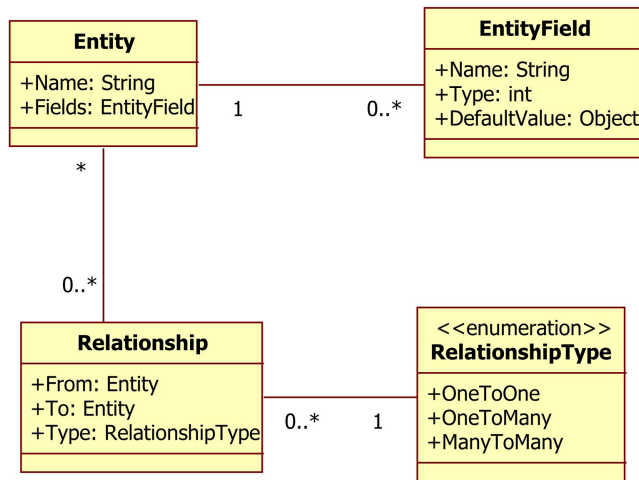 Entity
+Name: String
+Fields: EntityField
1
0..*
EntityField
+Name: String
+Type: int
+DefaultValue: Object
*
0..*
Relationship
+From: Entity
+To: Entity
+Type: RelationshipType
0..*
1
<<enumeration>>
RelationshipType
+OneToOne
+OneToMany
+ManyToMany